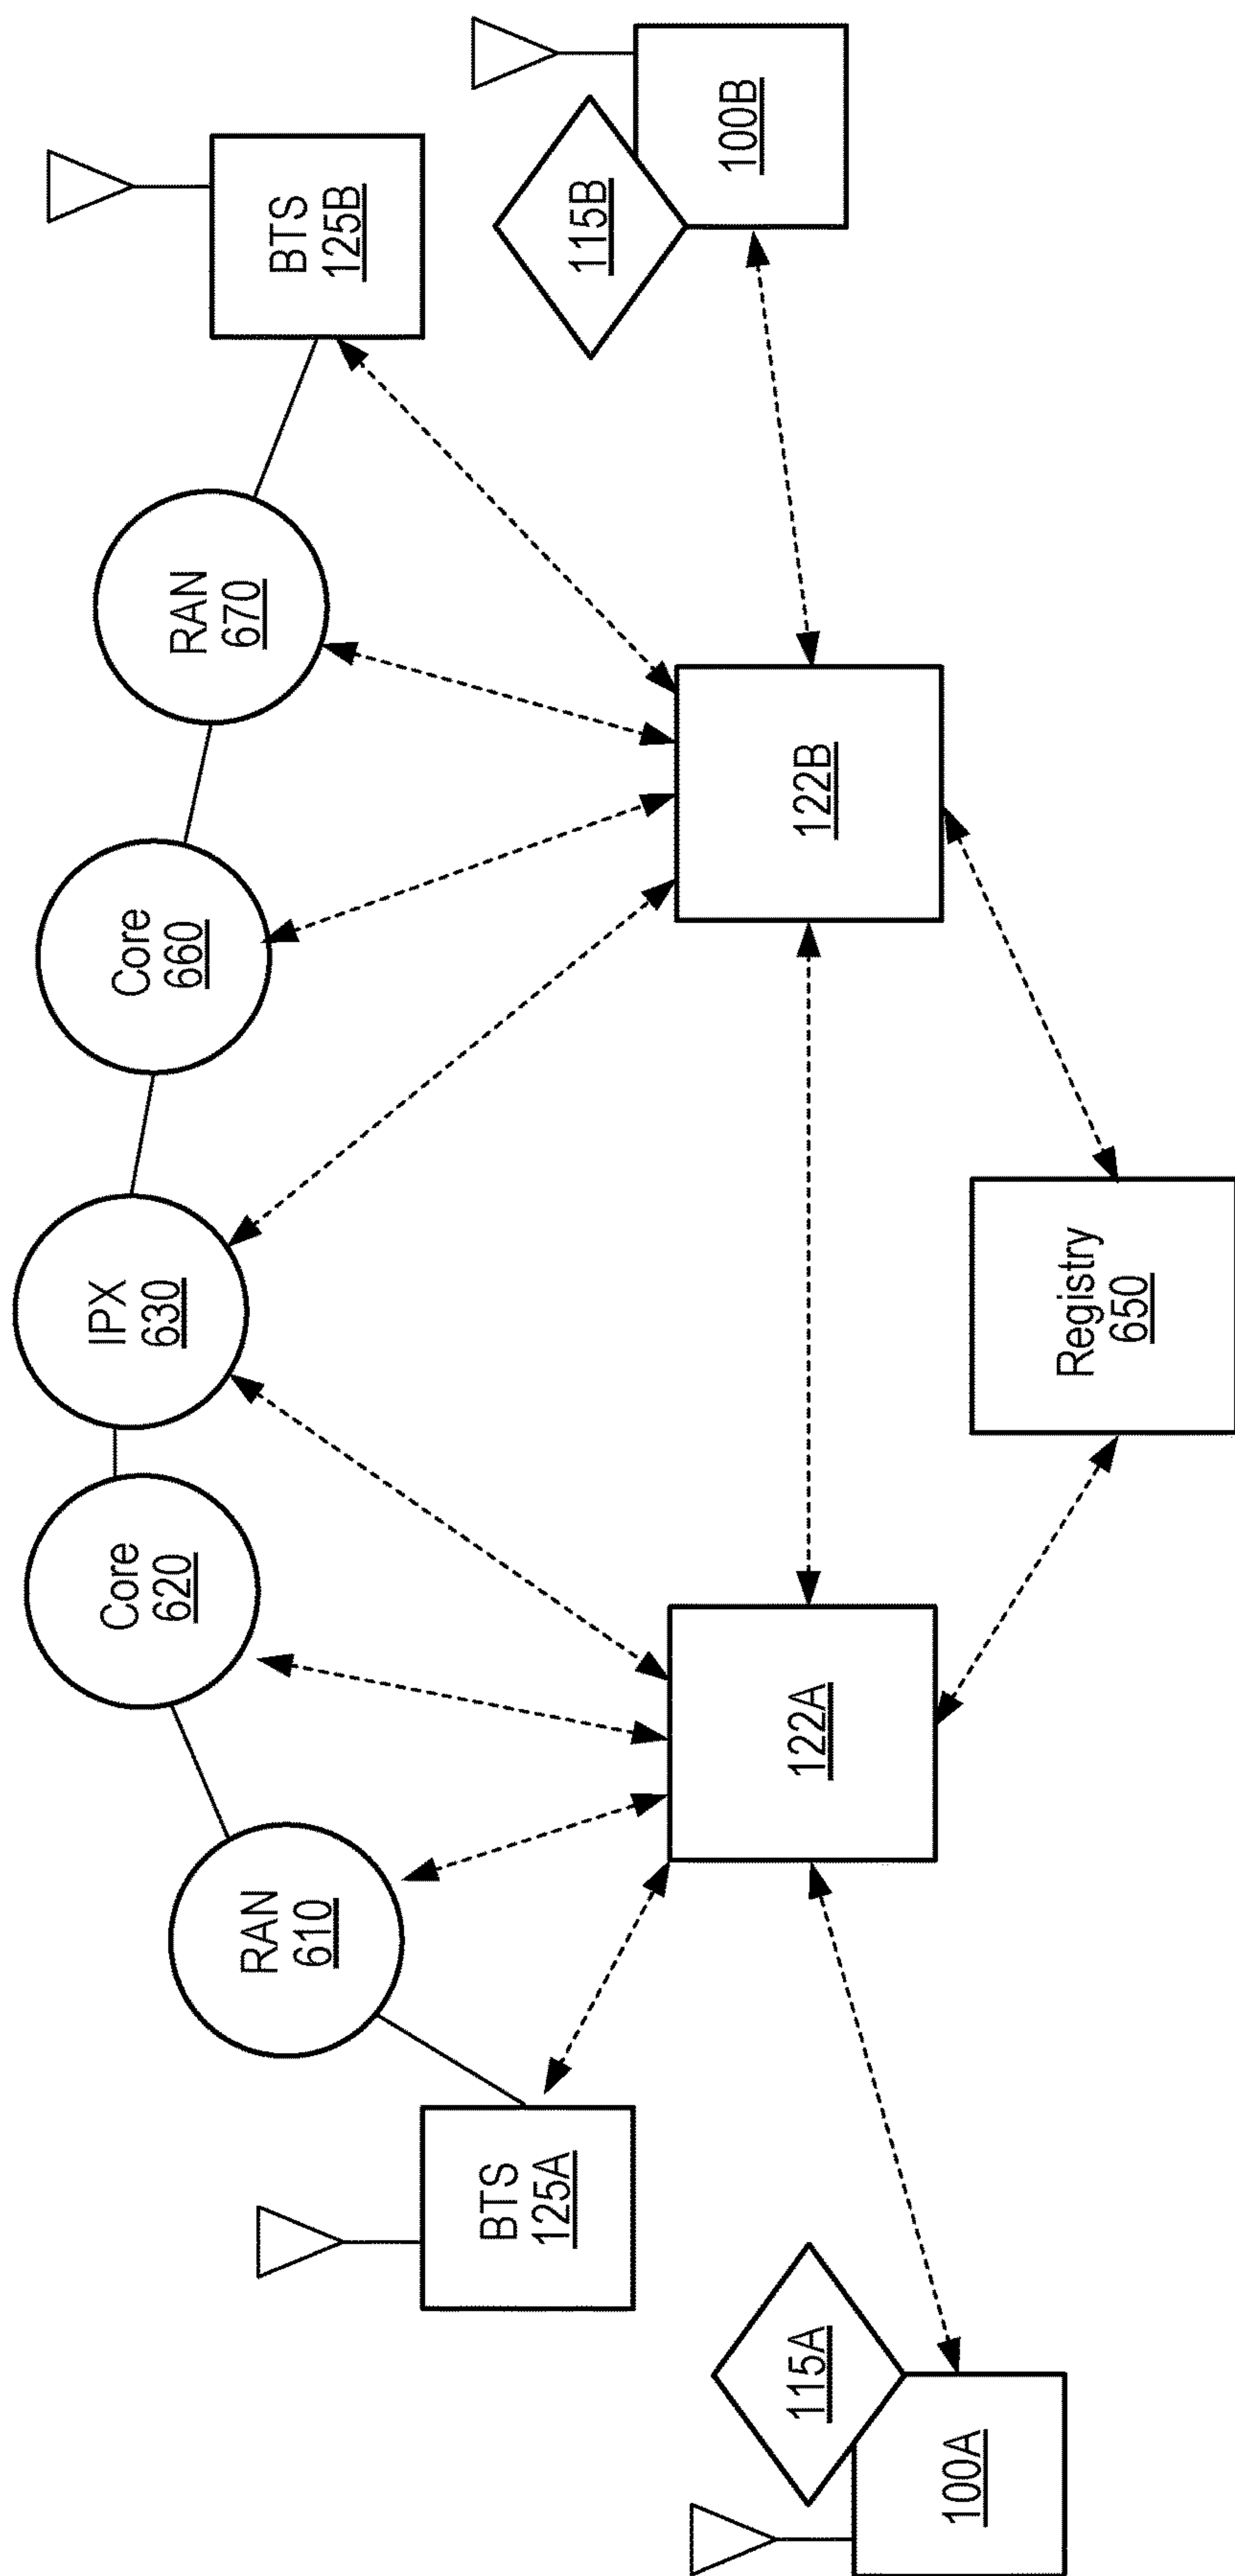 IPX
630
Core
620
Core
660
RAN
610
RAN
670
BTS
125A
BTS
125B
115A
100A
115B
100B
122A
122B
Registry
650